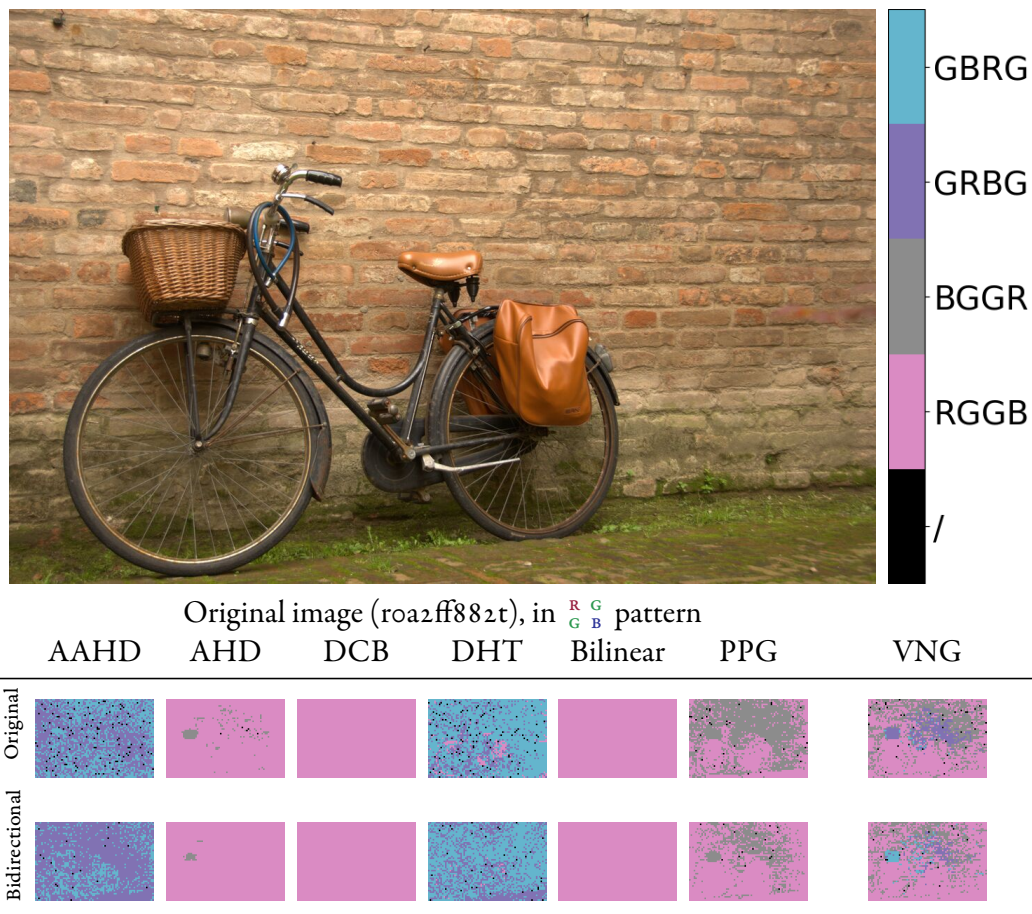 GBRG
GRBG
BGGR
RGGB
/
Original image (r0a2ff882t), in R G G B pattern
AAHD AHD DCB DHT Bilinear PPG VNG
Original
Bidirectional